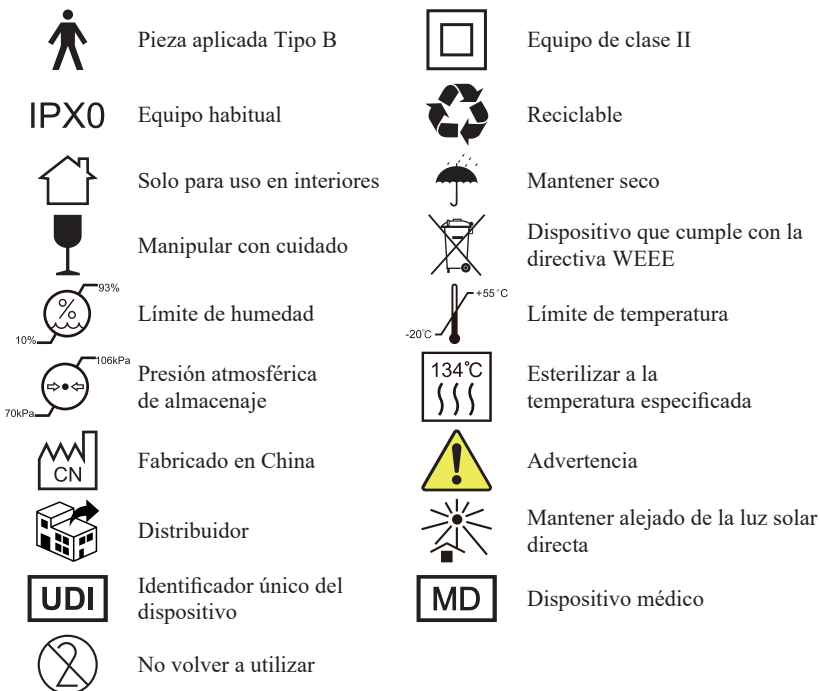 Pieza aplicada Tipo B
Equipo de clase II
IPX0
Equipo habitual
Reciclable
Solo para uso en interiores
Mantener seco
Manipular con cuidado
Dispositivo que cumple con la
directiva WEEE
93%
%
10%
Límite de humedad
+55°C
-20°C
Límite de temperatura
106kPa
70kPa
Presión atmosférica
de almacenaje
134°C
Esterilizar a la
temperatura especificada
CN
Fabricado en China
Advertencia
Distribuidor
Mantener alejado de la luz solar
directa
UDI
Identificador único del
dispositivo
MD
Dispositivo médico
2
No volver a utilizar